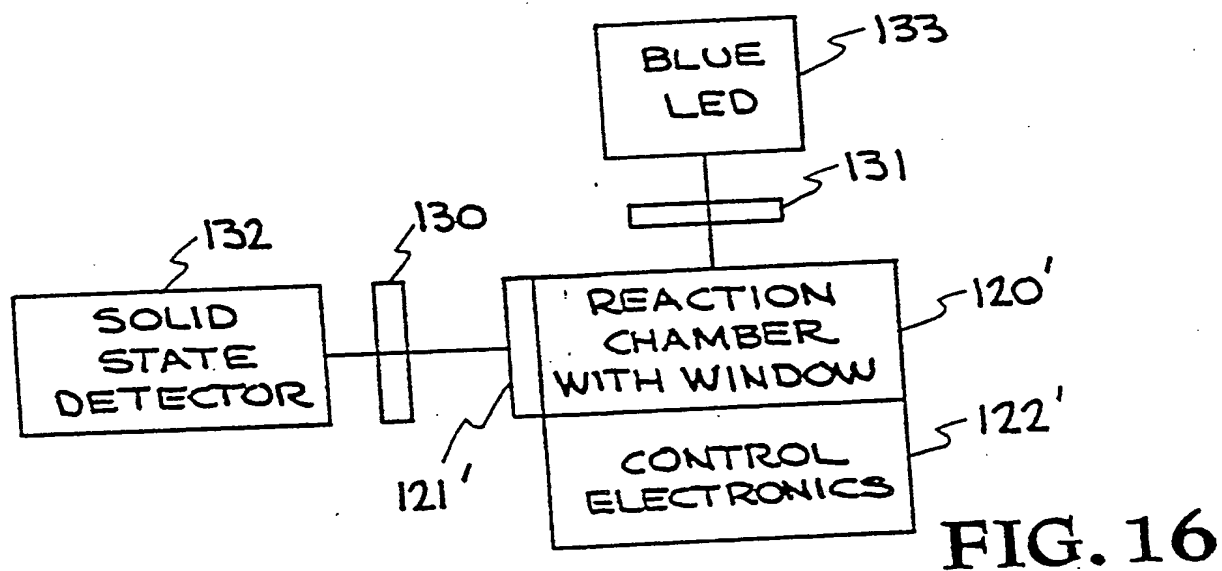 BLUE
LED
133
131
132
130
SOLID
STATE
DETECTOR
REACTION
CHAMBER
WITH WINDOW
120'
121'
CONTROL
ELECTRONICS
122'
FIG. 16